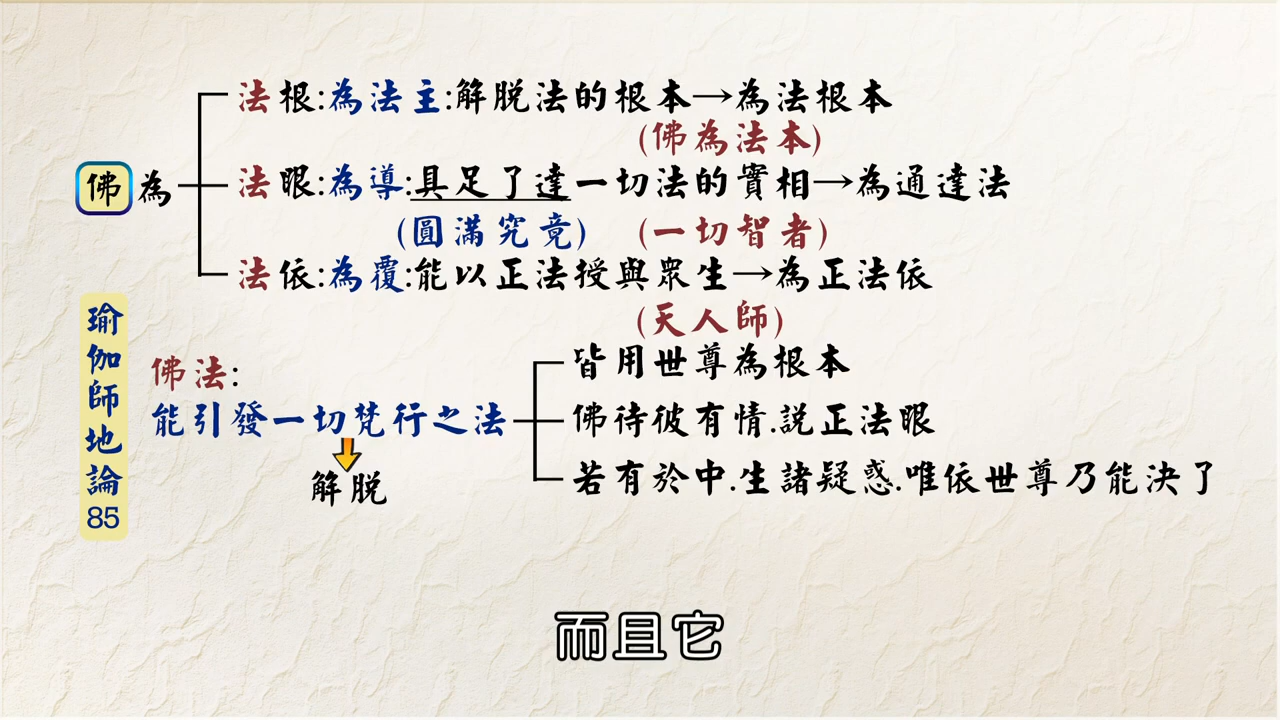 法根:為法主:解脫法的根本→為法根本
(佛為法本)
佛為
法眼:為導:具足了達一切法的實相→為通達法
(圓滿究竟) (一切智者)
法依:為覆:能以正法授與眾生→為正法依
(天人師)
瑜伽師地論85
佛法:
能引發一切梵行之法
解脫
皆用世尊為根本
佛待彼有情.説正法眼
若有於中.生諸疑惑.唯依世尊乃能決了
而且它